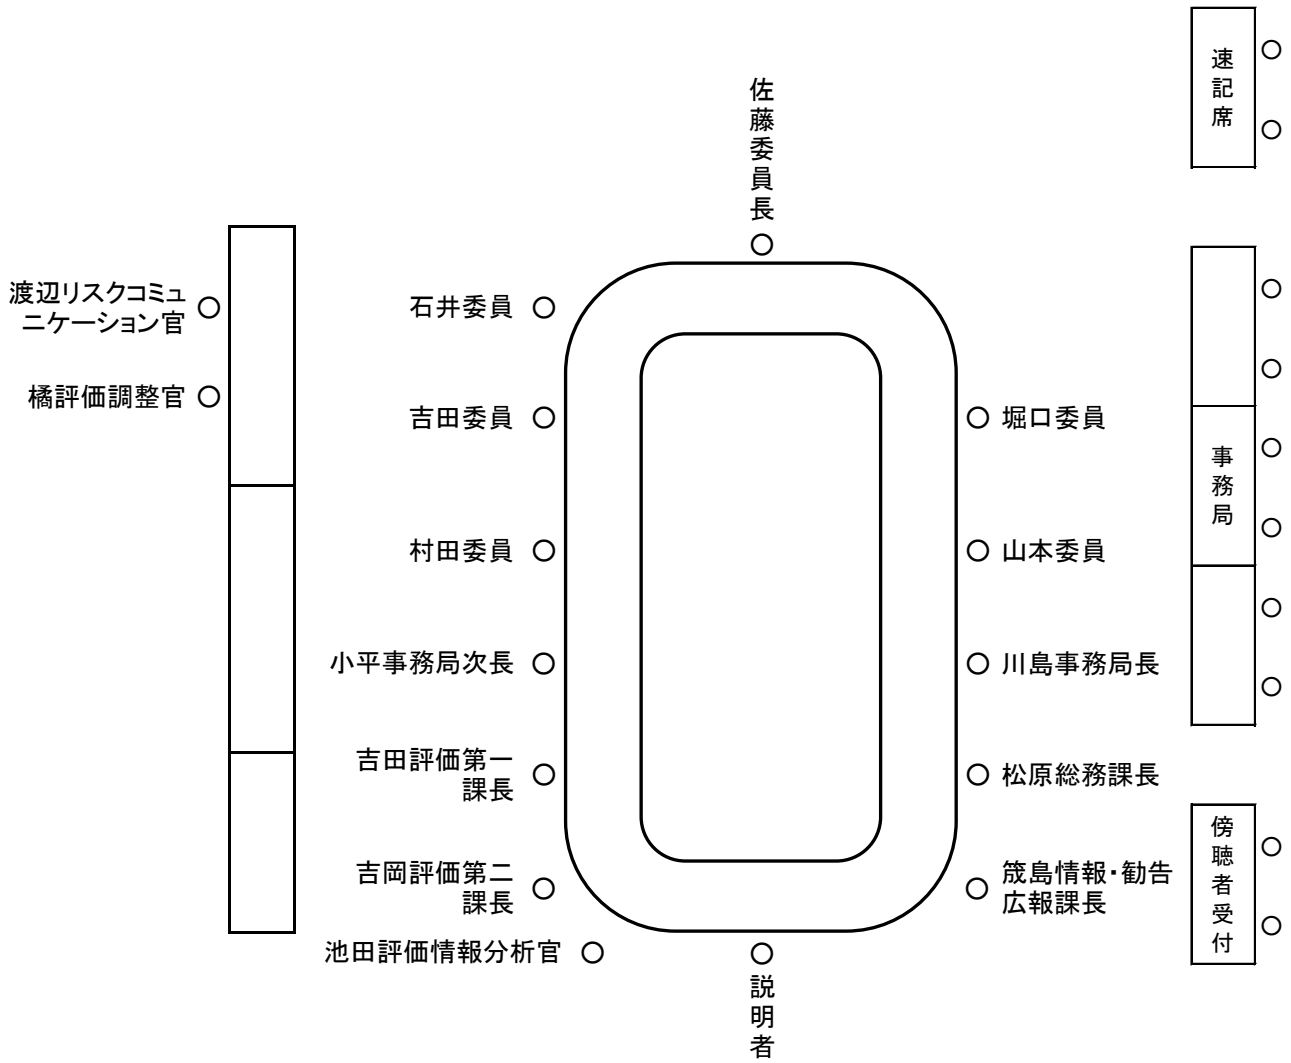 速記席
佐藤委員長
渡辺リスクコミュ
ニケーション官
石井委員
橘評価調整官
吉田委員
堀口委員
事務局
村田委員
山本委員
小平事務局次長
川島事務局長
吉田評価第一
課長
松原総務課長
吉岡評価第二
課長
筬島情報・勧告
広報課長
傍聴者受付
池田評価情報分析官
説明者